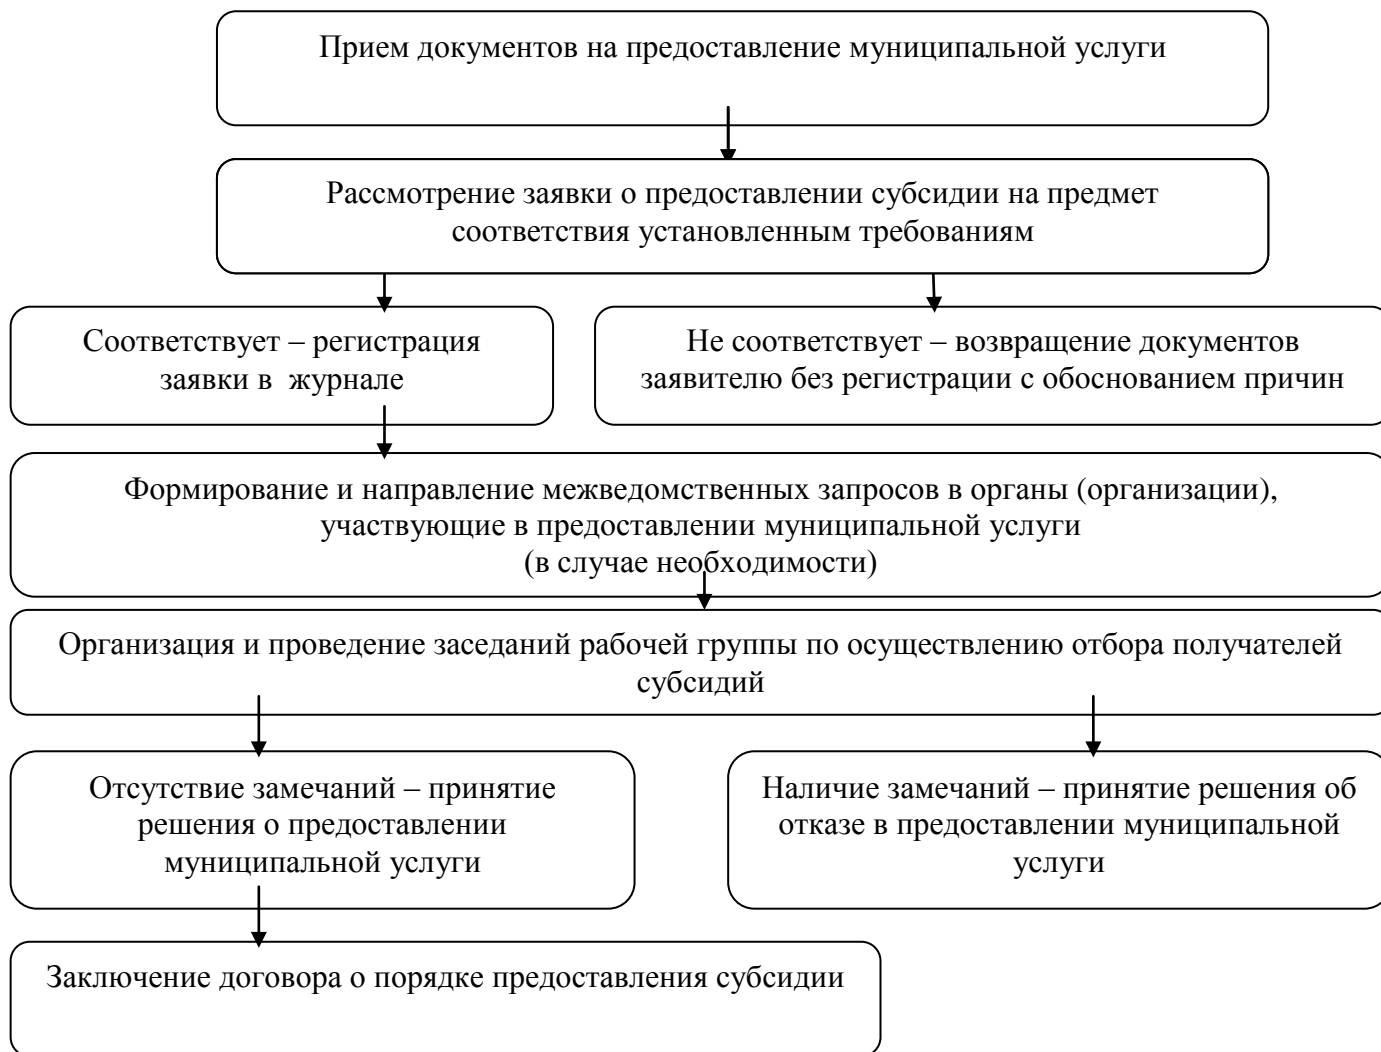 Прием документов на предоставление муниципальной услуги
Рассмотрение заявки о предоставлении субсидии на предмет
соответствия установленным требованиям
Соответствует – регистрация
заявки в журнале
Не соответствует – возвращение документов
заявителю без регистрации с обоснованием причин
Формирование и направление межведомственных запросов в органы (организации),
участвующие в предоставлении муниципальной услуги
(в случае необходимости)
Организация и проведение заседаний рабочей группы по осуществлению отбора получателей
субсидий
Отсутствие замечаний – принятие
решения о предоставлении
муниципальной услуги
Наличие замечаний – принятие решения об
отказе в предоставлении муниципальной
услуги
Заключение договора о порядке предоставления субсидии